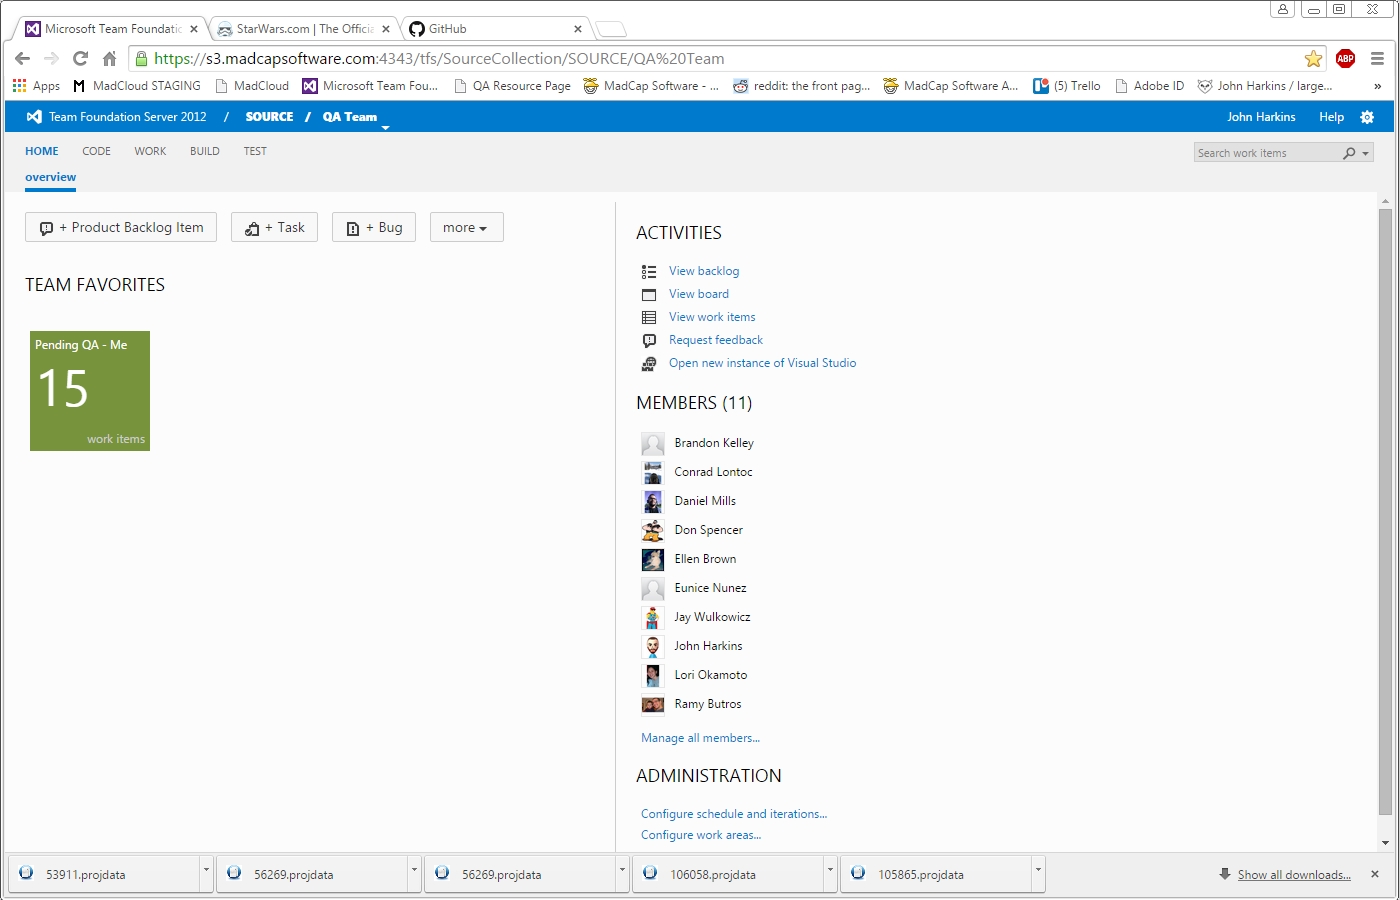 Microsoft Team Foundatio
StarWars.com | The Officia
GitHub
https://s3.madcapsoftware.com:4343/tfs/SourceCollection/SOURCE/QA%20Team
ABP
Apps
MadCloud STAGING
MadCloud
Microsoft Team Fou...
QA Resource Page
MadCap Software - ...
reddit: the front pag...
MadCap Software A...
(5) Trello
Adobe ID
John Harkins / large...
»
Team Foundation Server 2012 / SOURCE / QA Team
John Harkins
Help
HOME CODE WORK BUILD TEST
Search work items
overview
+ Product Backlog Item
+ Task
+ Bug
more
TEAM FAVORITES
Pending QA - Me
15
work items
ACTIVITIES
View backlog
View board
View work items
Request feedback
Open new instance of Visual Studio
MEMBERS (11)
Brandon Kelley
Conrad Lontoc
Daniel Mills
Don Spencer
Ellen Brown
Eunice Nunez
Jay Wulkowicz
John Harkins
Lori Okamoto
Ramy Butros
Manage all members...
ADMINISTRATION
Configure schedule and iterations...
Configure work areas...
53911.projdata
56269.projdata
56269.projdata
106058.projdata
105865.projdata
Show all downloads...